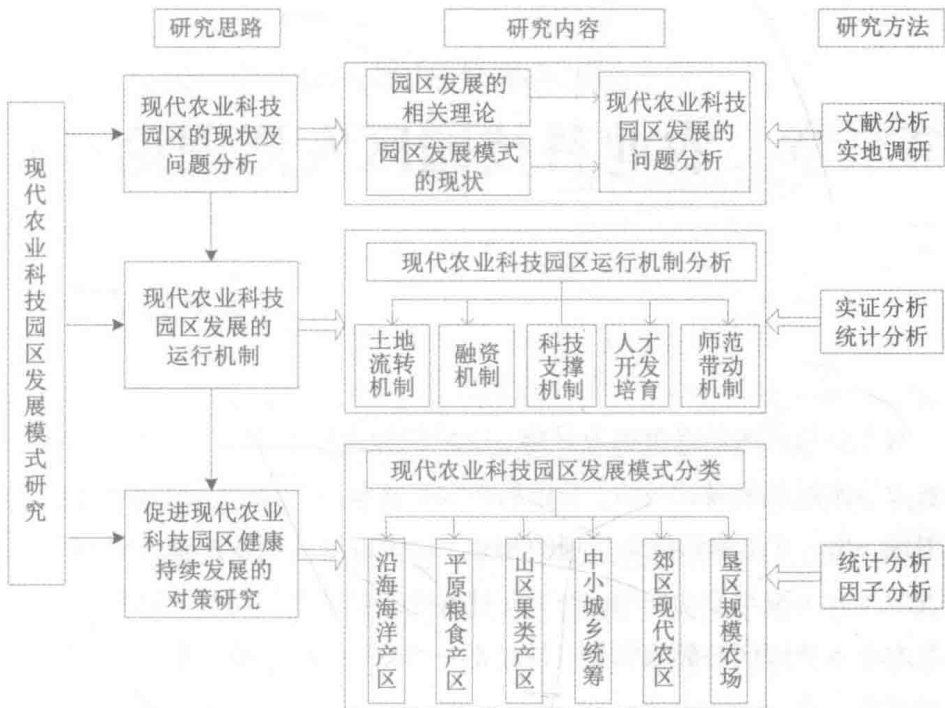 研究思路
研究内容
研究方法
现代农业科技园区发展模式研究
现代农业科技
园区的现状及
问题分析
园区发展的
相关理论
园区发展模式
的现状
现代农业科技
园区发展的
问题分析
文献分析
实地调研
现代农业科技
园区发展的
运行机制
现代农业科技园区运行机制分析
土地
流转
机制
融资
机制
科技
支撑
机制
人才
开发
培育
师范
带动
机制
实证分析
统计分析
促进现代农业
科技园区健康
持续发展的
对策研究
现代农业科技园区发展模式分类
沿海海洋产区
平原粮食产区
山区果类产区
中小城乡统筹
郊区现代农区
垦区规模农场
统计分析
因子分析